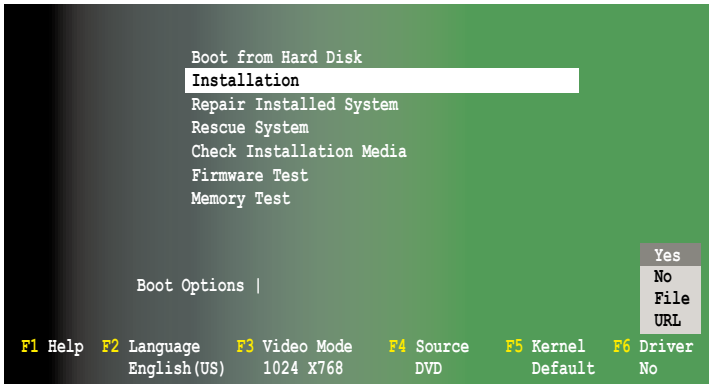 Boot from Hard Disk
Installation
Repair Installed System
Rescue System
Check Installation Media
Firmware Test
Memory Test
Yes
No
File
URL
Boot Options |
F1 Help F2 Language F3 Video Mode F4 Source F5 Kernel F6 Driver
English(US) 1024 X768 DVD Default No